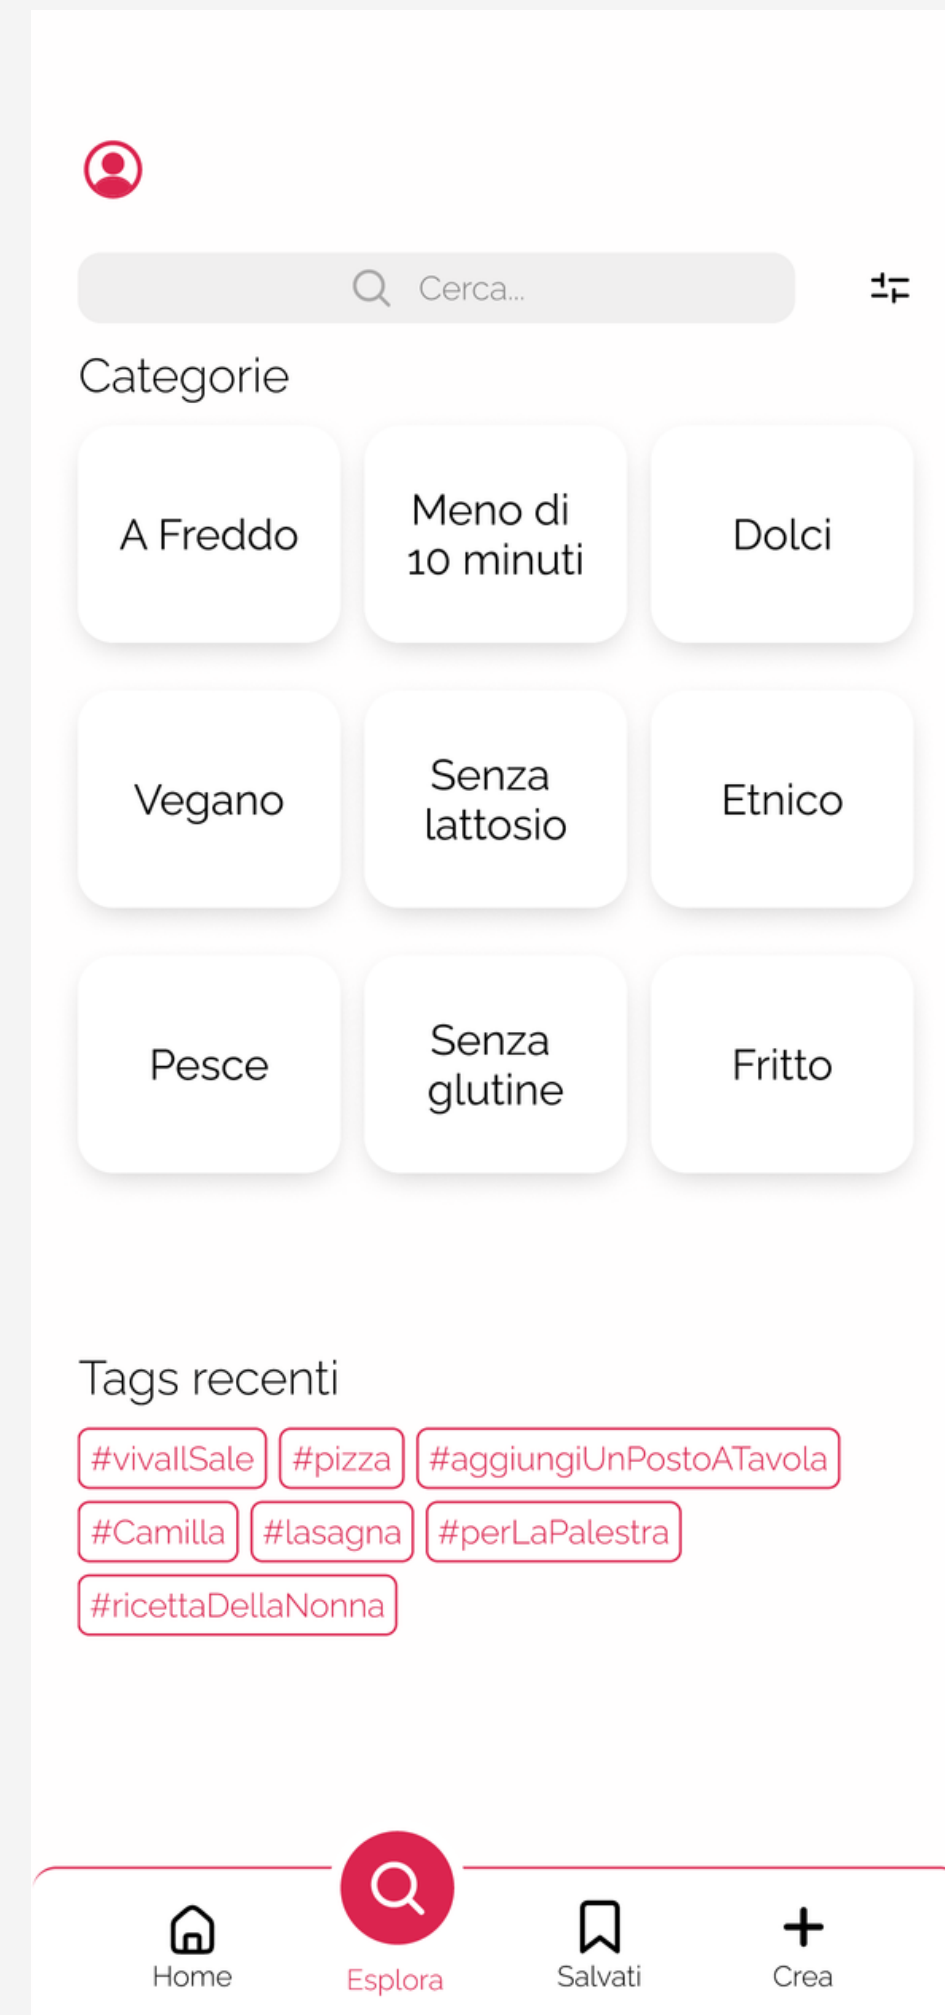 Cerca...
Categorie
A Freddo
Meno di
10 minuti
Dolci
Vegano
Senza
lattosio
Etnico
Pesce
Senza
glutine
Fritto
Tags recenti
#vivaIlSale #pizza #aggiungiUnPostoATavola
#Camilla #lasagna #perLaPalestra
#ricettaDellaNonna
Home Esplora Salvati Crea